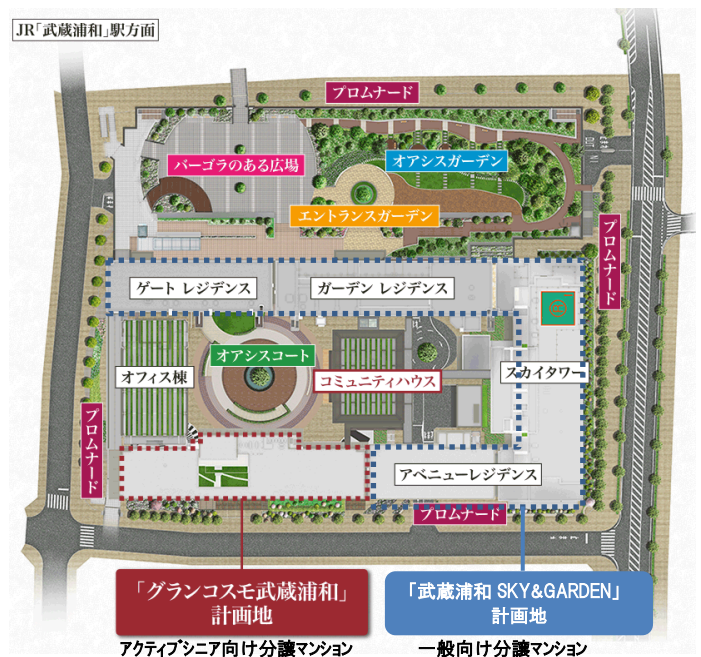 JR「武蔵浦和」駅方面
プロムナード
パーゴラのある広場
オアシスガーデン
エントランスガーデン
プロムナード
ゲート レジデンス
ガーデン レジデンス
オフィス棟
オアシスコート
コミュニティハウス
スカイタワー
プロムナード
アベニューレジデンス
プロムナード
「グランコスモ武蔵浦和」
計画地
「武蔵浦和 SKY&GARDEN」
計画地
アクティブシニア向け分譲マンション
一般向け分譲マンション